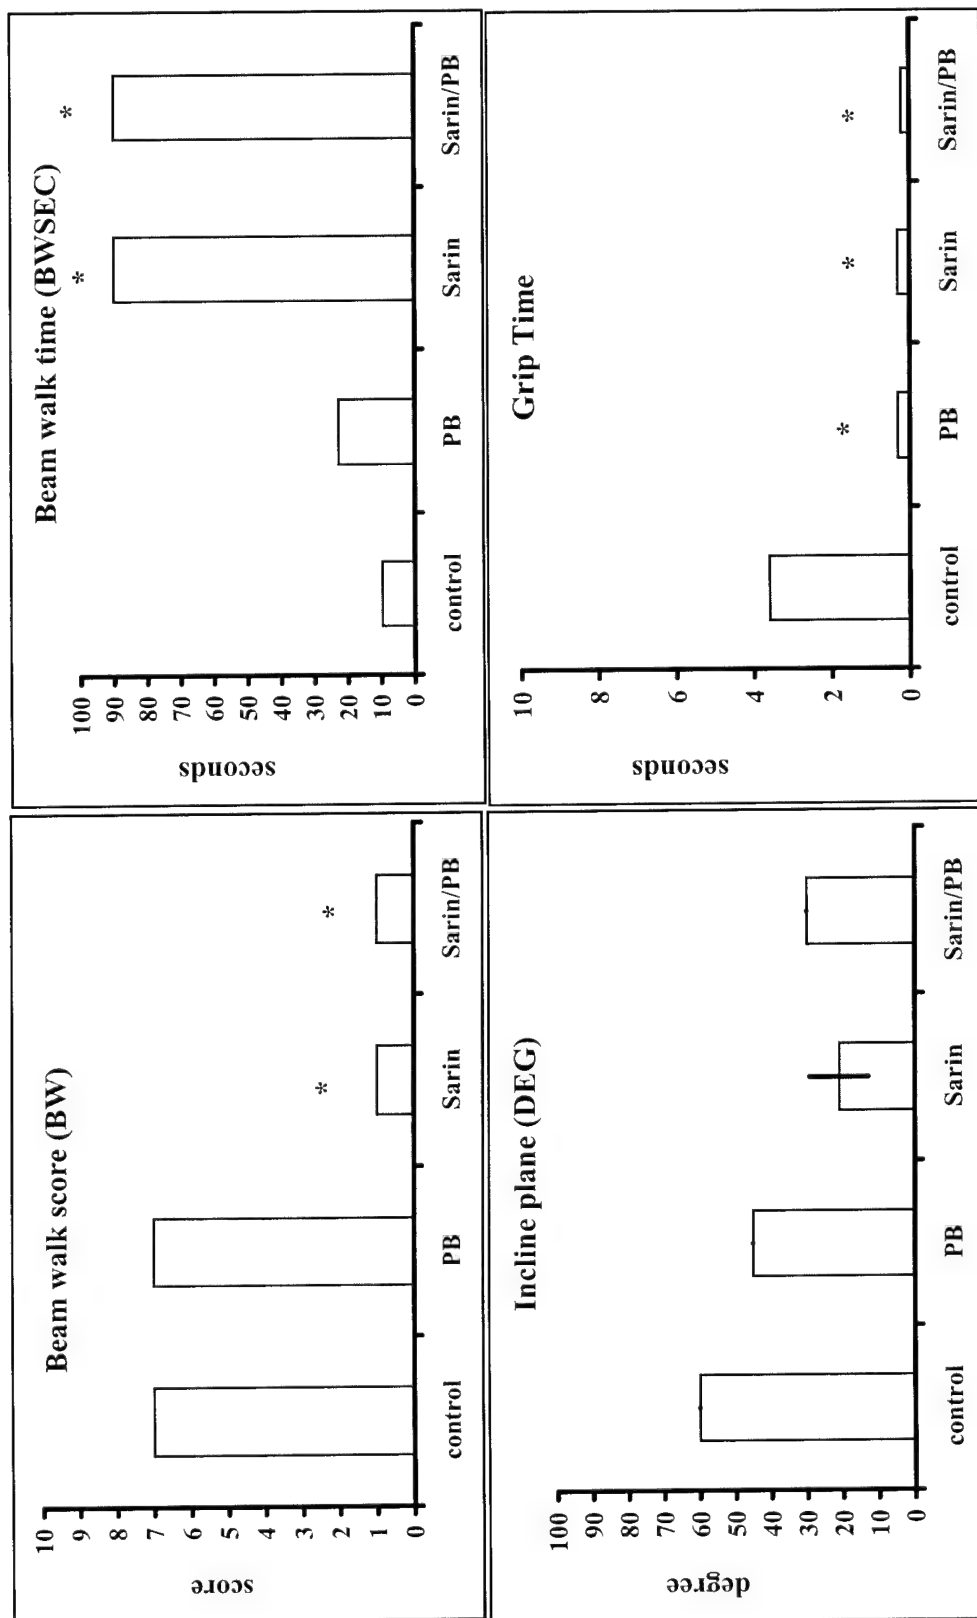 Beam walk score (BW)
score
10
9
8
7
6
5
4
3
2
1
0
*
*
control
PB
Sarin
Sarin/PB
Beam walk time (BWSEC)
seconds
100
90
80
70
60
50
40
30
20
10
0
*
*
control
PB
Sarin
Sarin/PB
Incline plane (DEG)
degree
100
90
80
70
60
50
40
30
20
10
0
control
PB
Sarin
Sarin/PB
Grip Time
seconds
10
8
6
4
2
0
*
*
*
control
PB
Sarin
Sarin/PB